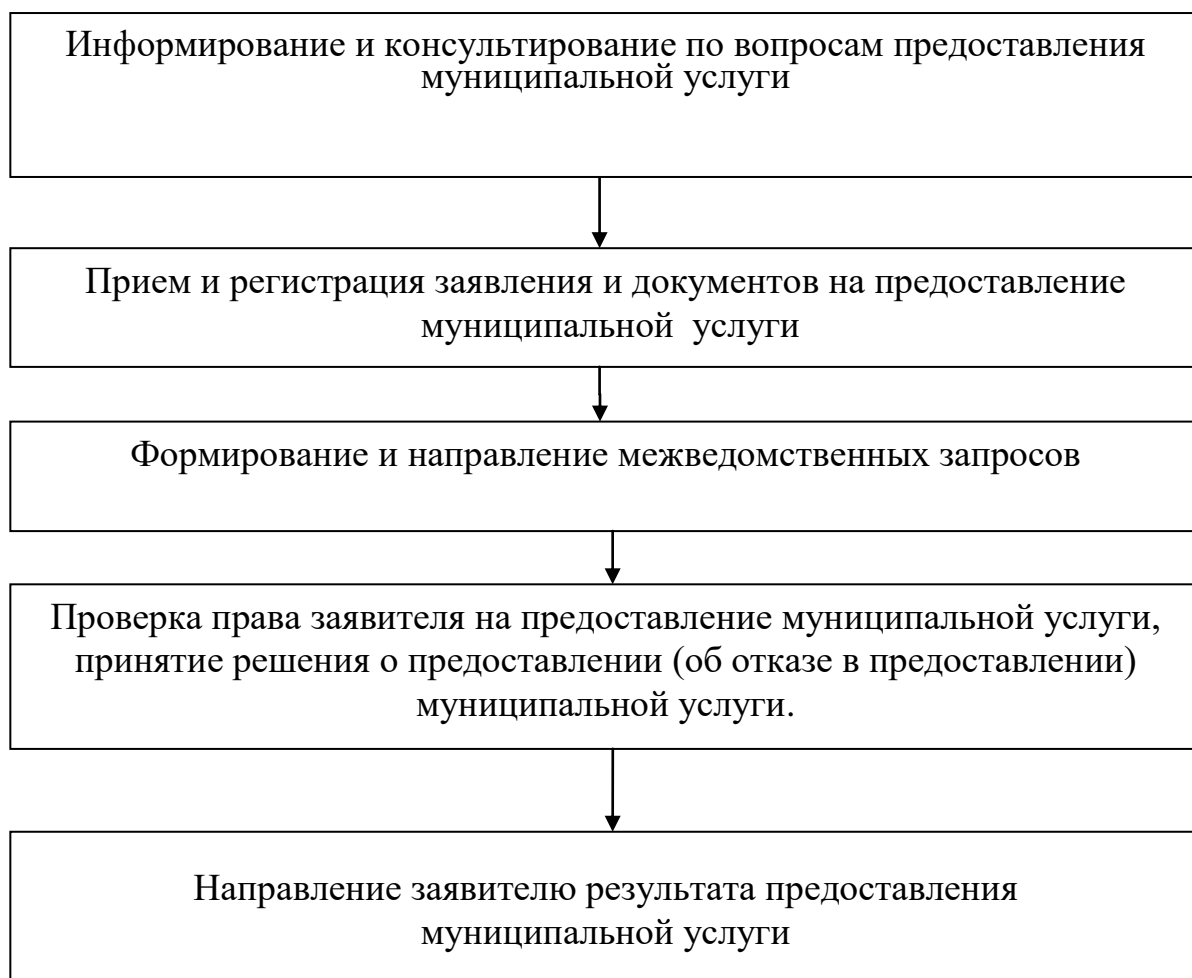 Информирование и консультирование по вопросам предоставления
муниципальной услуги
Прием и регистрация заявления и документов на предоставление
муниципальной  услуги
Формирование и направление межведомственных запросов
Проверка права заявителя на предоставление муниципальной услуги,
принятие решения о предоставлении (об отказе в предоставлении)
муниципальной услуги.
Направление заявителю результата предоставления
муниципальной услуги